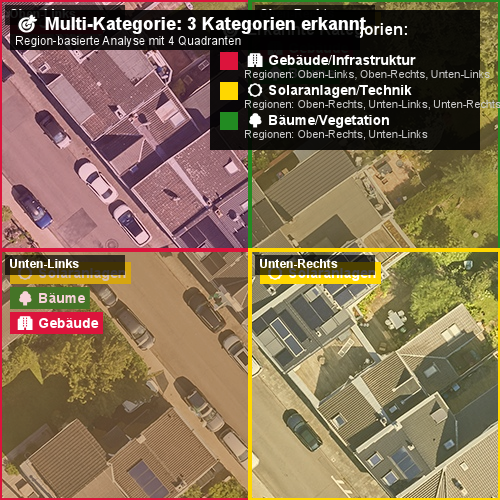 Multi-Kategorie: 3 Kategorien erkannt
Region-basierte Analyse mit 4 Quadranten
Kategorien:
Gebäude/Infrastruktur
Regionen: Oben-Links, Oben-Rechts, Unten-Links
Solaranlagen/Technik
Regionen: Oben-Rechts, Unten-Links, Unten-Rechts
Bäume/Vegetation
Regionen: Oben-Rechts, Unten-Links
Unten-Links
Solaranlagen
Bäume
Gebäude
Unten-Rechts
Solaranlagen